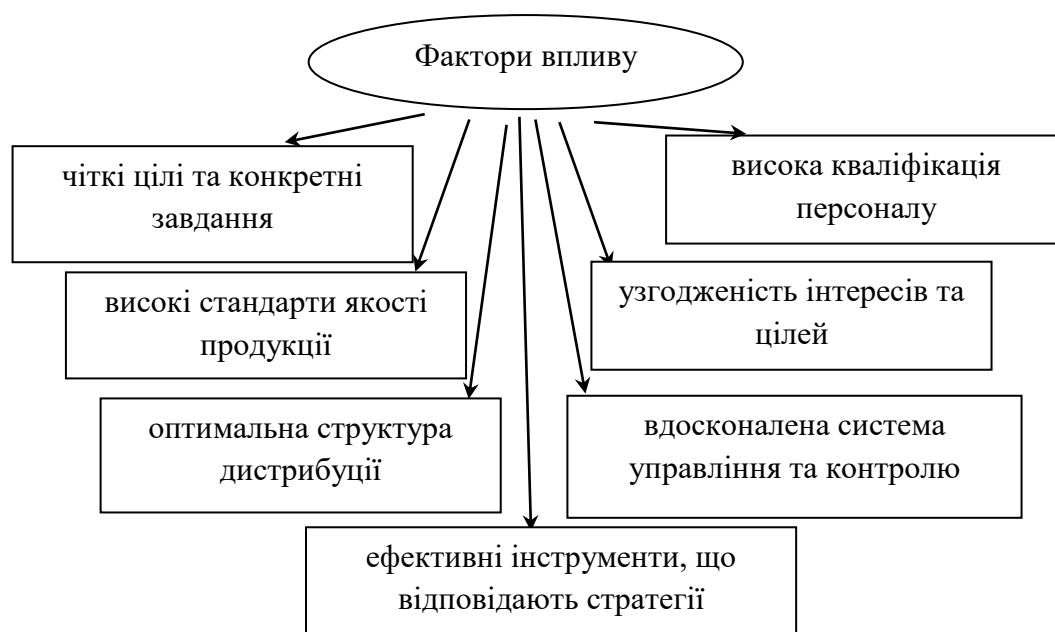 Фактори впливу
чіткі цілі та конкретні
завдання
висока кваліфікація
персоналу
високі стандарти якості
продукції
узгодженість інтересів та
цілей
оптимальна структура
дистрибуції
вдосконалена система
управління та контролю
ефективні інструменти, що
відповідають стратегії